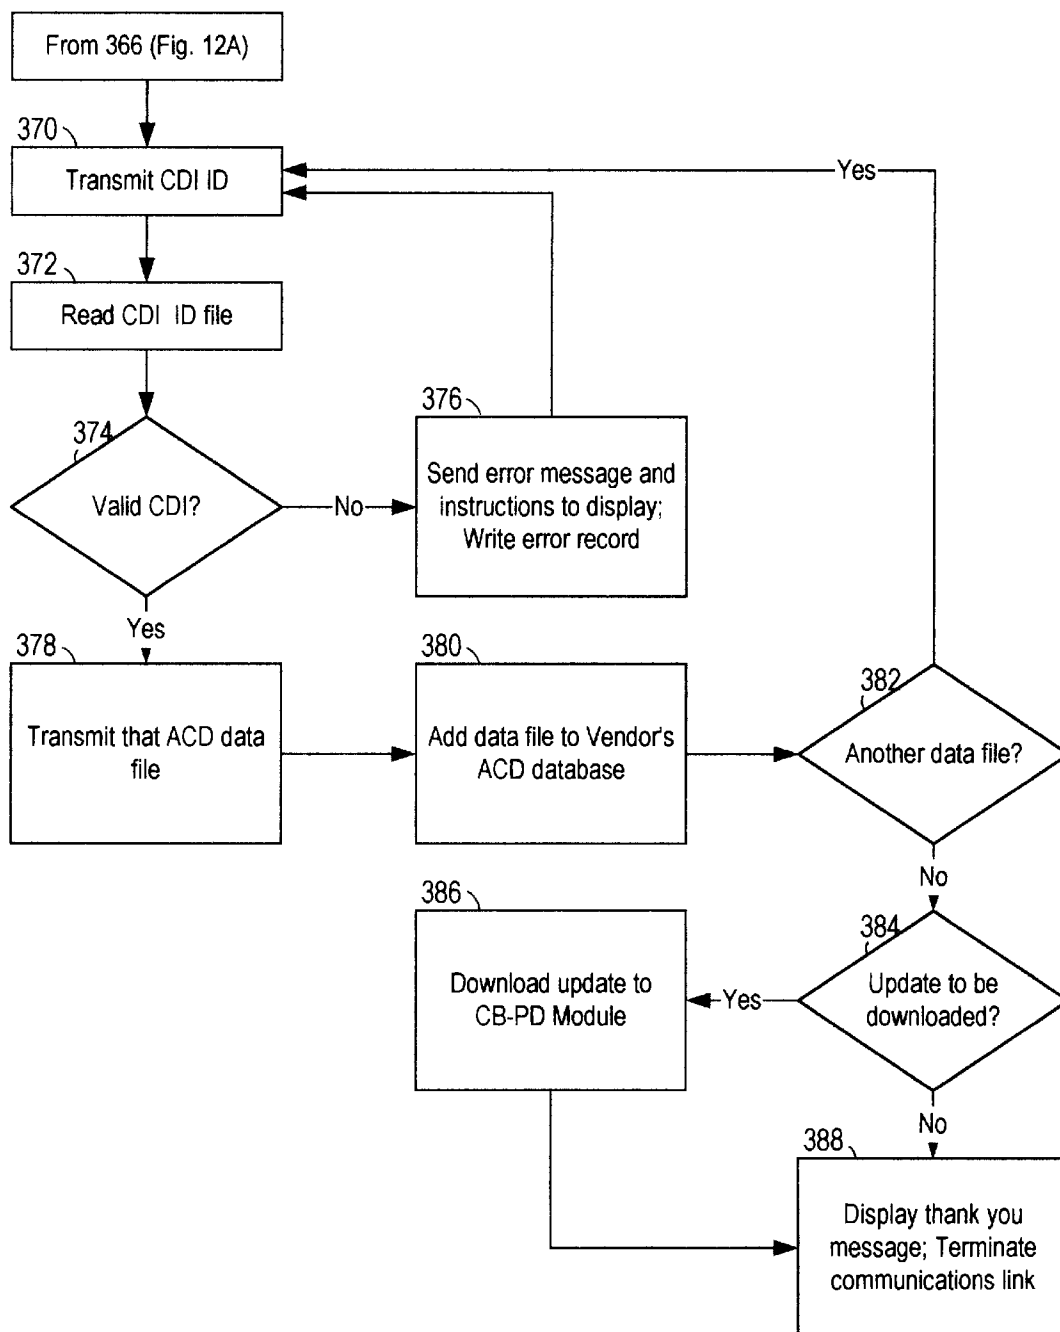 From 366 (Fig. 12A)
370
Transmit CDI ID
Yes
372
Read CDI ID file
374
Valid CDI?
No
376
Send error message and
instructions to display;
Write error record
Yes
378
Transmit that ACD data
file
380
Add data file to Vendor's
ACD database
382
Another data file?
No
384
Update to be
downloaded?
Yes
386
Download update to
CB-PD Module
No
388
Display thank you
message; Terminate
communications link